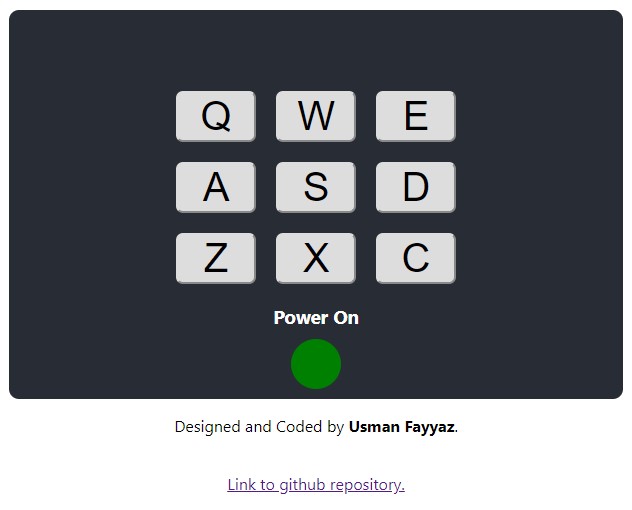 Q W E
A S D
Z X C
Power On
Designed and Coded by Usman Fayyaz.
Link to github repository.